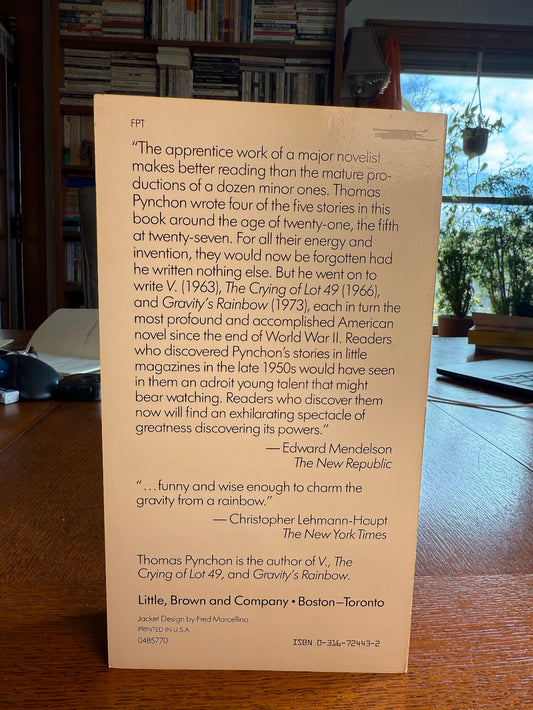 FPT
“The apprentice work of a major novelist
makes better reading than the mature pro-
ductions of a dozen minor ones. Thomas
Pynchon wrote four of the five stories in this
book around the age of twenty-one, the fifth
at twenty-seven. For all their energy and
invention, they would now be forgotten had
he written nothing else. But he went on to
write V. (1963), The Crying of Lot 49 (1966),
and Gravity’s Rainbow (1973), each in turn the
most profound and accomplished American
novel since the end of World War II. Readers
who discovered Pynchon’s stories in little
magazines in the late 1950s would have seen
in them an adroit young talent that might
bear watching. Readers who discover them
now will find an exhilarating spectacle of
greatness discovering its powers.”
— Edward Mendelson
The New Republic
“…funny and wise enough to charm the
gravity from a rainbow.”
— Christopher Lehmann-Haupt
The New York Times
Thomas Pynchon is the author of V., The
Crying of Lot 49, and Gravity’s Rainbow.
Little, Brown and Company • Boston–Toronto
Jacket Design by Fred Marcellino
PRINTED IN U.S.A.
0485770
ISBN 0-316-72443-2